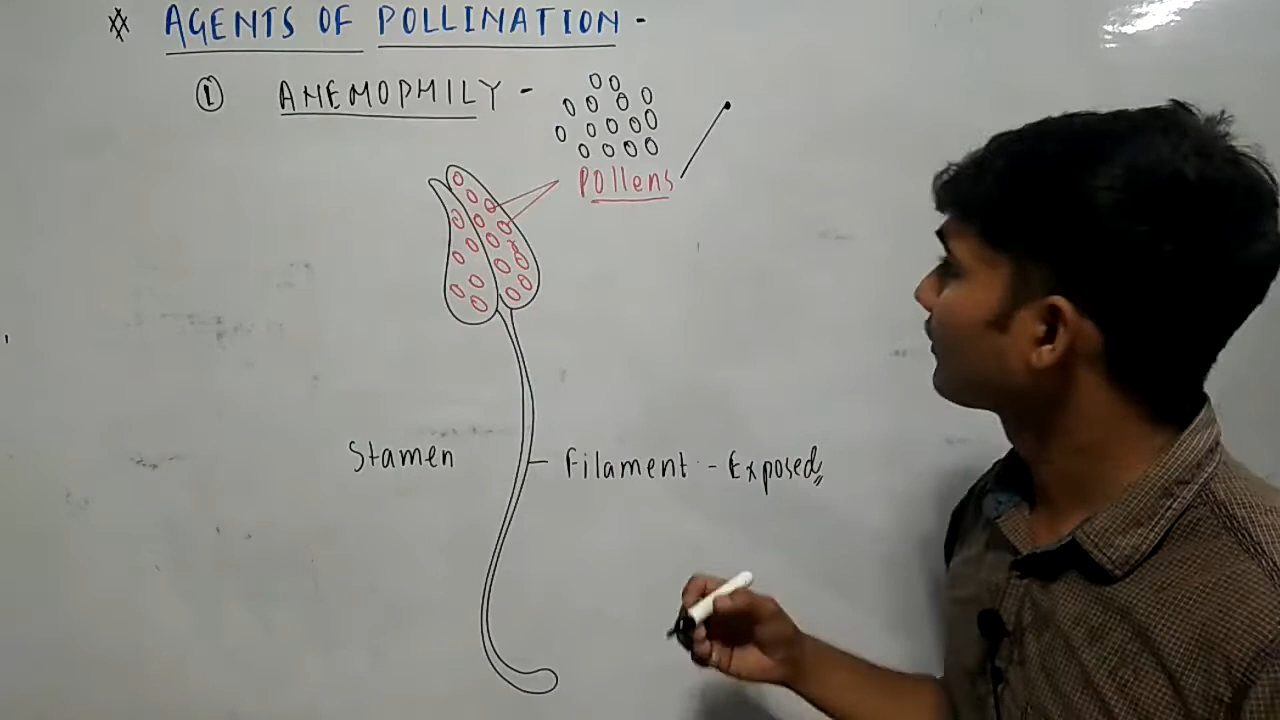 * AGENTS OF POLLINATION -
① ANEMOPHILY -
Pollens
Stamen
Filament - Exposed